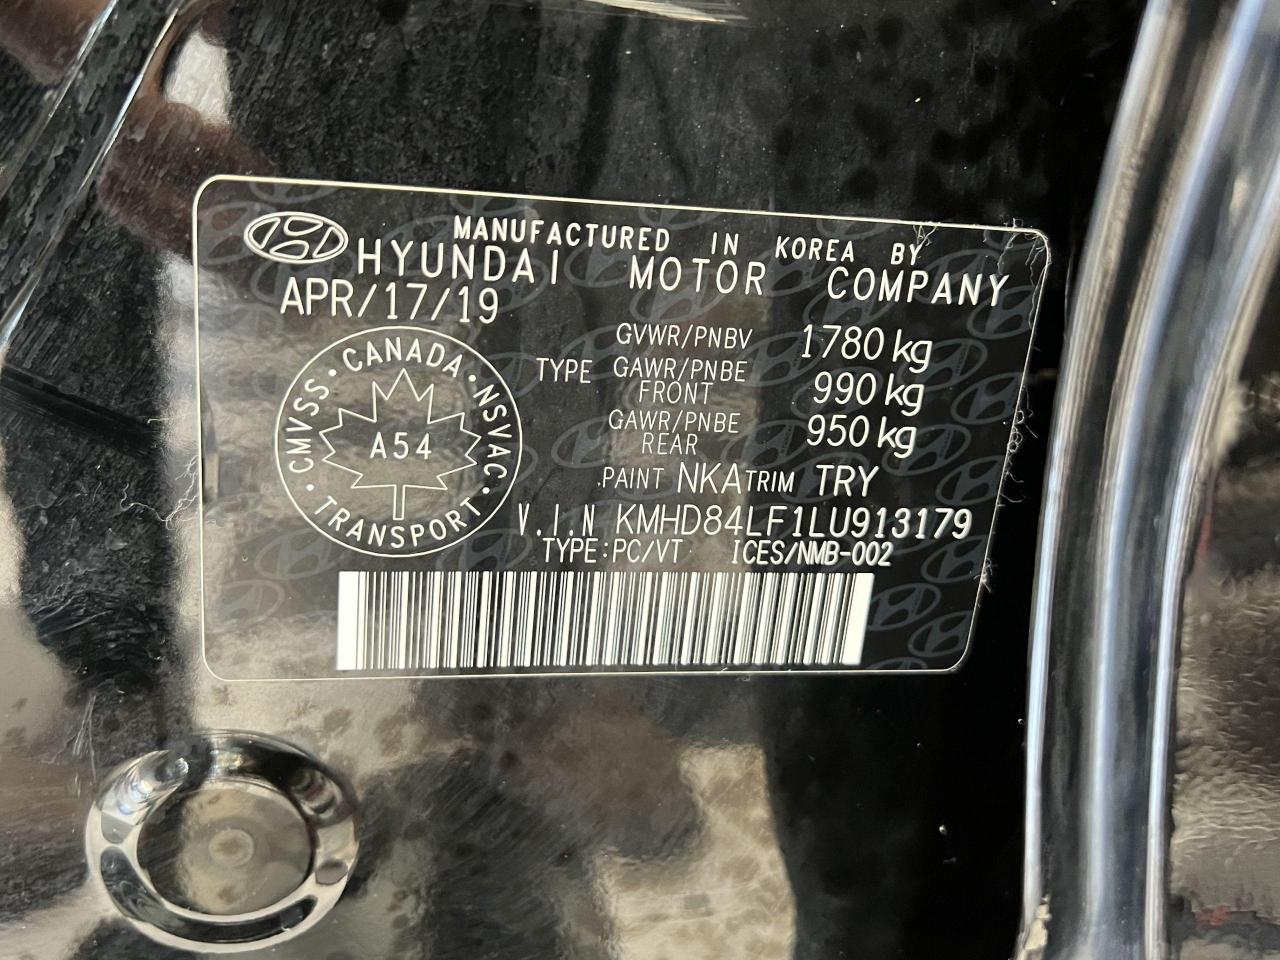 MANUFACTURED IN KOREA BY
HYUNDAI MOTOR COMPANY
APR/17/19
GVWR/PNBV 1780 kg
TYPE GAWR/PNBE FRONT 990 kg
GAWR/PNBE REAR 950 kg
CANADA · NSVAC · TRANSPORT · CMVSS ·
A54
PAINT NKA TRIM TRY
V.I.N KMHD84LF1LU913179
TYPE:PC/VT ICES/NMB-002